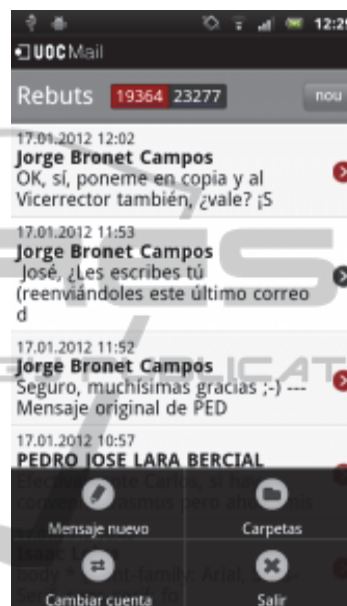 12:29
UOCMail
Rebuts 19364 23277 nou
17.01.2012 12:02
Jorge Bronet Campos
OK, sí, poneme en copia y al
Vicerrector también, ¿vale? ¡S
17.01.2012 11:53
Jorge Bronet Campos
José, ¿Les escribes tú
(reenviándoles este último correo
d
17.01.2012 11:52
Jorge Bronet Campos
Seguro, muchísimas gracias ;-) ---
Mensaje original de PED
17.01.2012 10:57
PEDRO JOSE LARA BERCIAL
Mensaje nuevo Carpetas
Cambiar cuenta Salir